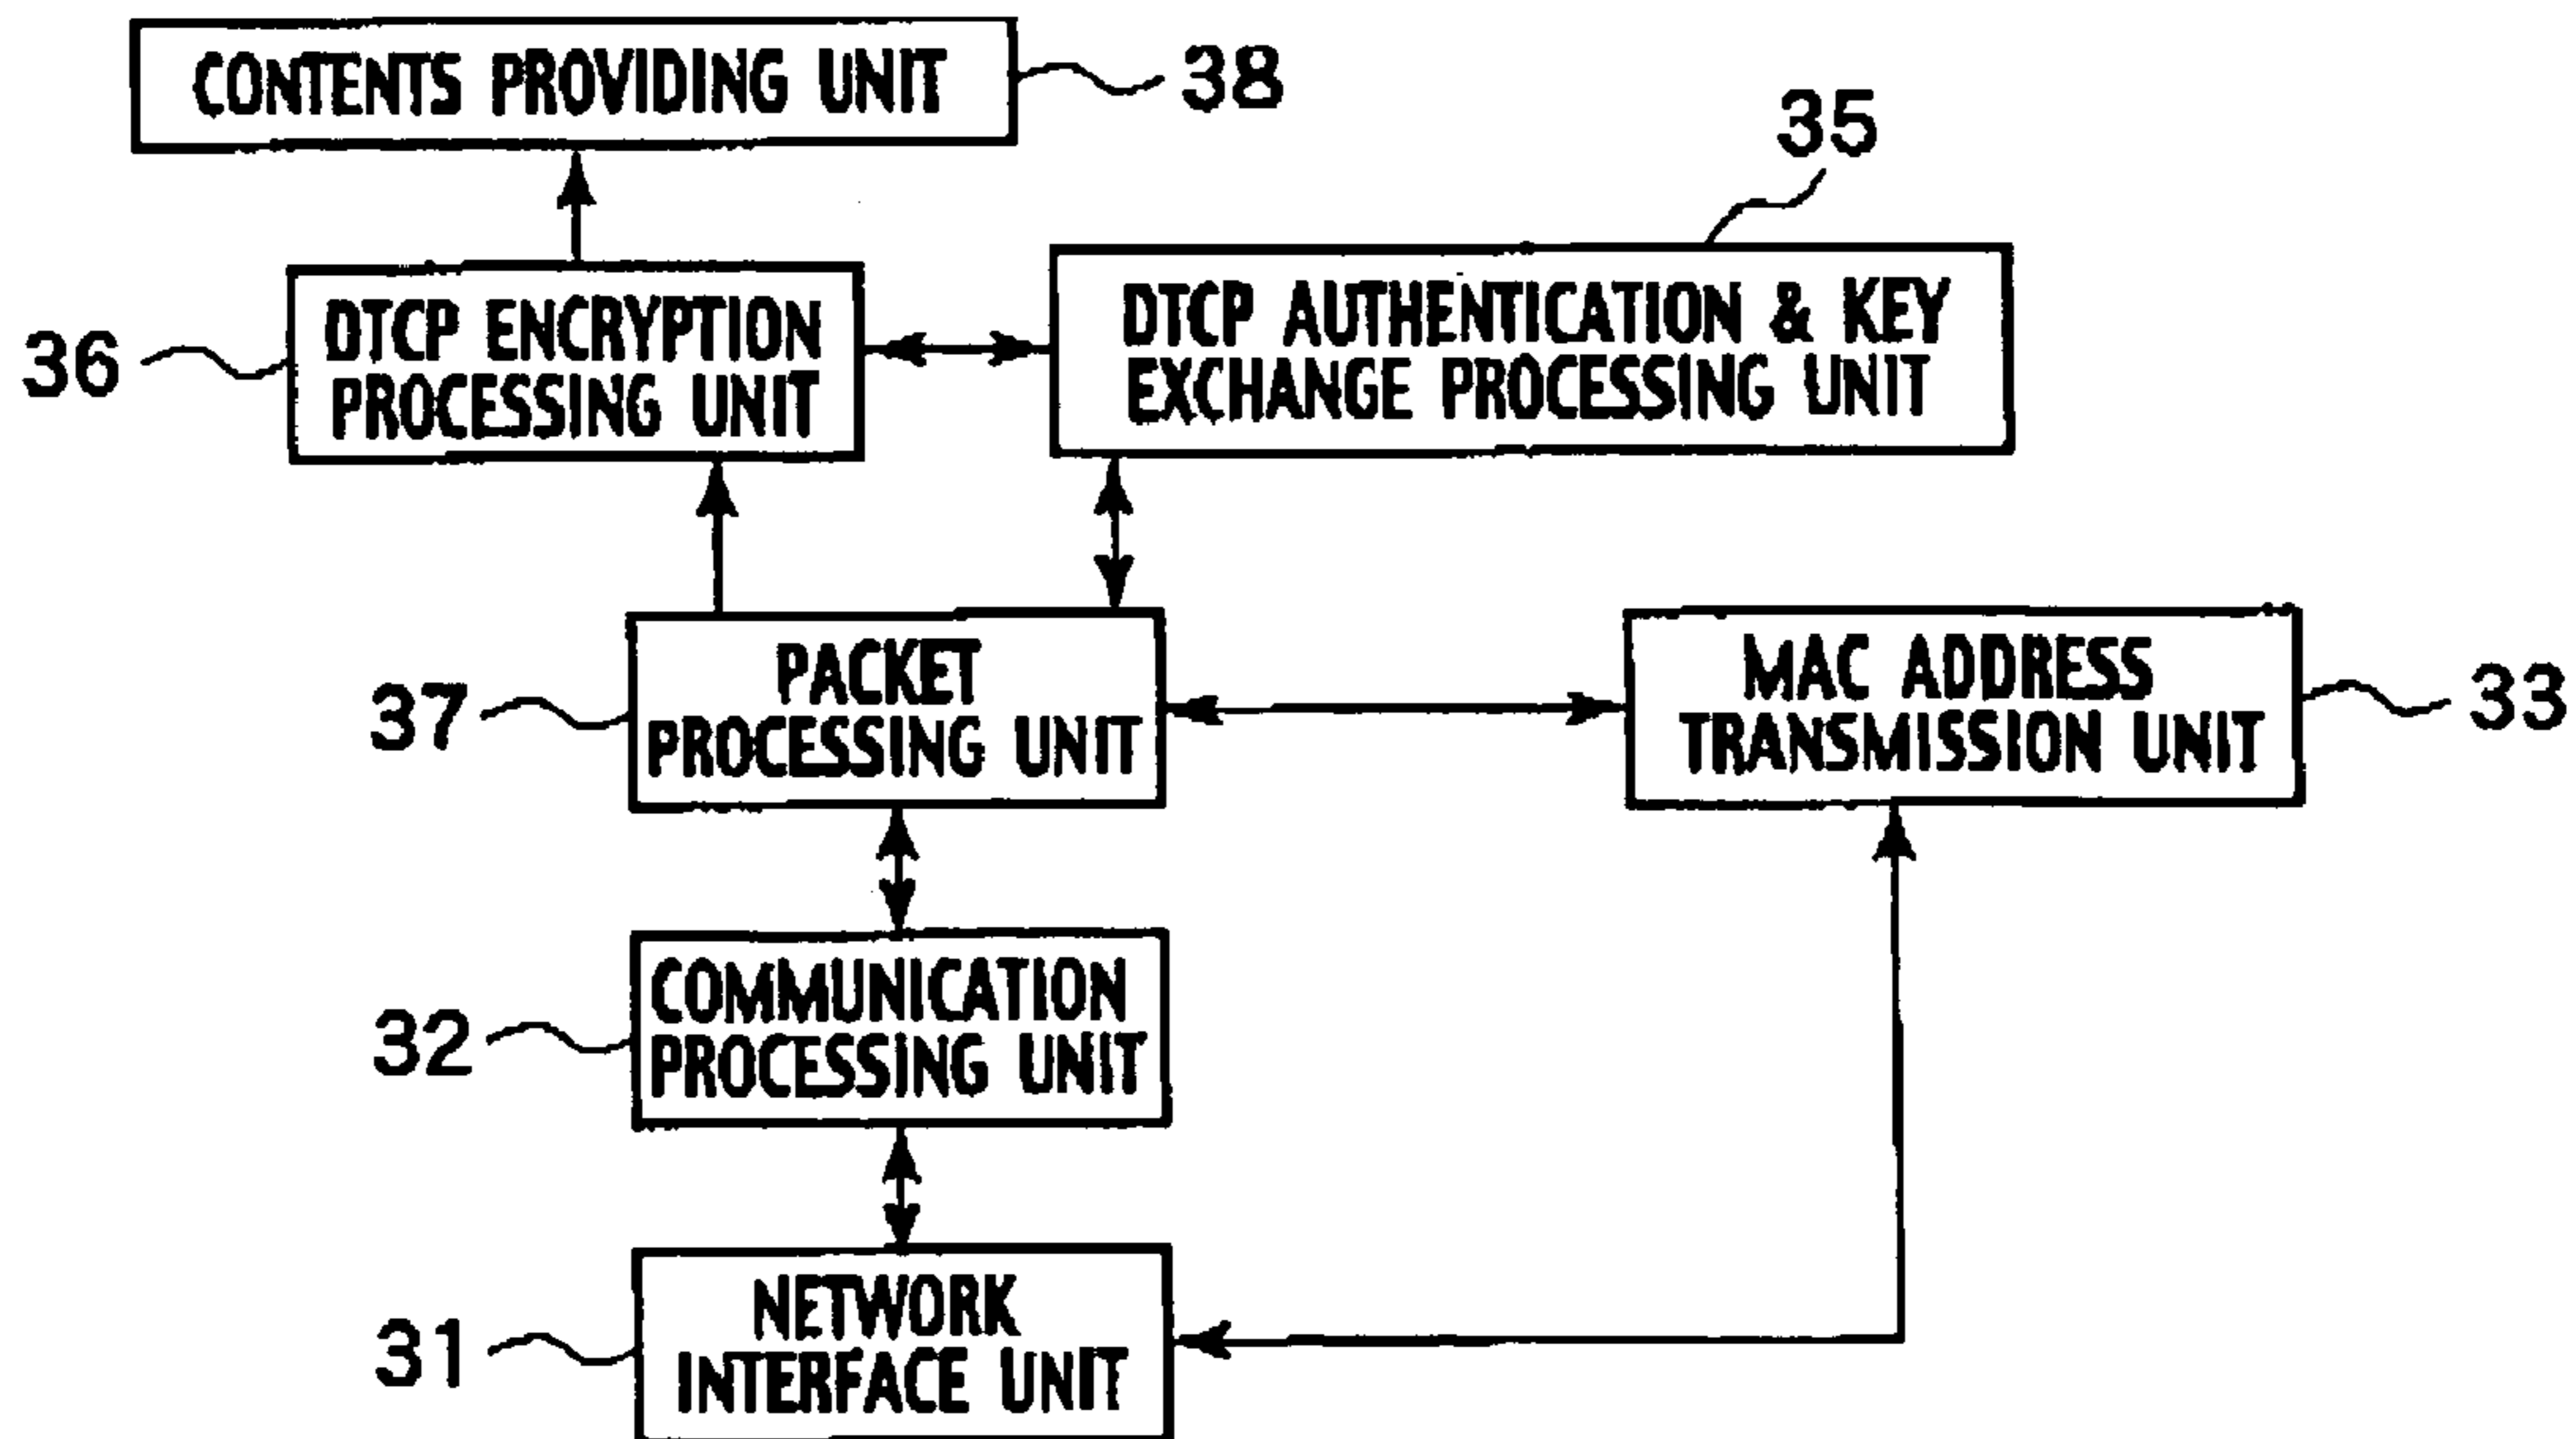 CONTENTS PROVIDING UNIT
38
35
36
DTCP ENCRYPTION
PROCESSING UNIT
DTCP AUTHENTICATION & KEY
EXCHANGE PROCESSING UNIT
37
PACKET
PROCESSING UNIT
MAC ADDRESS
TRANSMISSION UNIT
33
32
COMMUNICATION
PROCESSING UNIT
31
NETWORK
INTERFACE UNIT